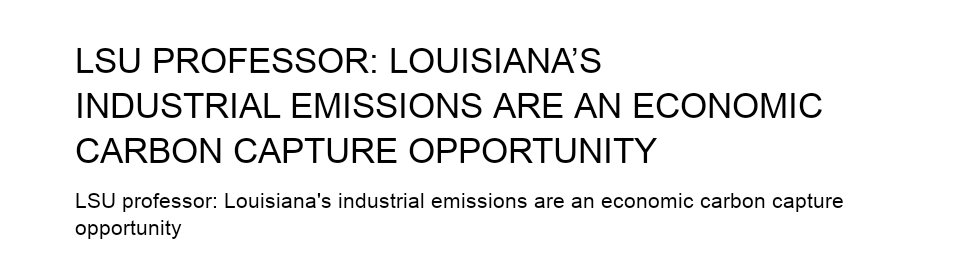 LSU PROFESSOR: LOUISIANA’S
INDUSTRIAL EMISSIONS ARE AN ECONOMIC
CARBON CAPTURE OPPORTUNITY
LSU professor: Louisiana's industrial emissions are an economic carbon capture
opportunity